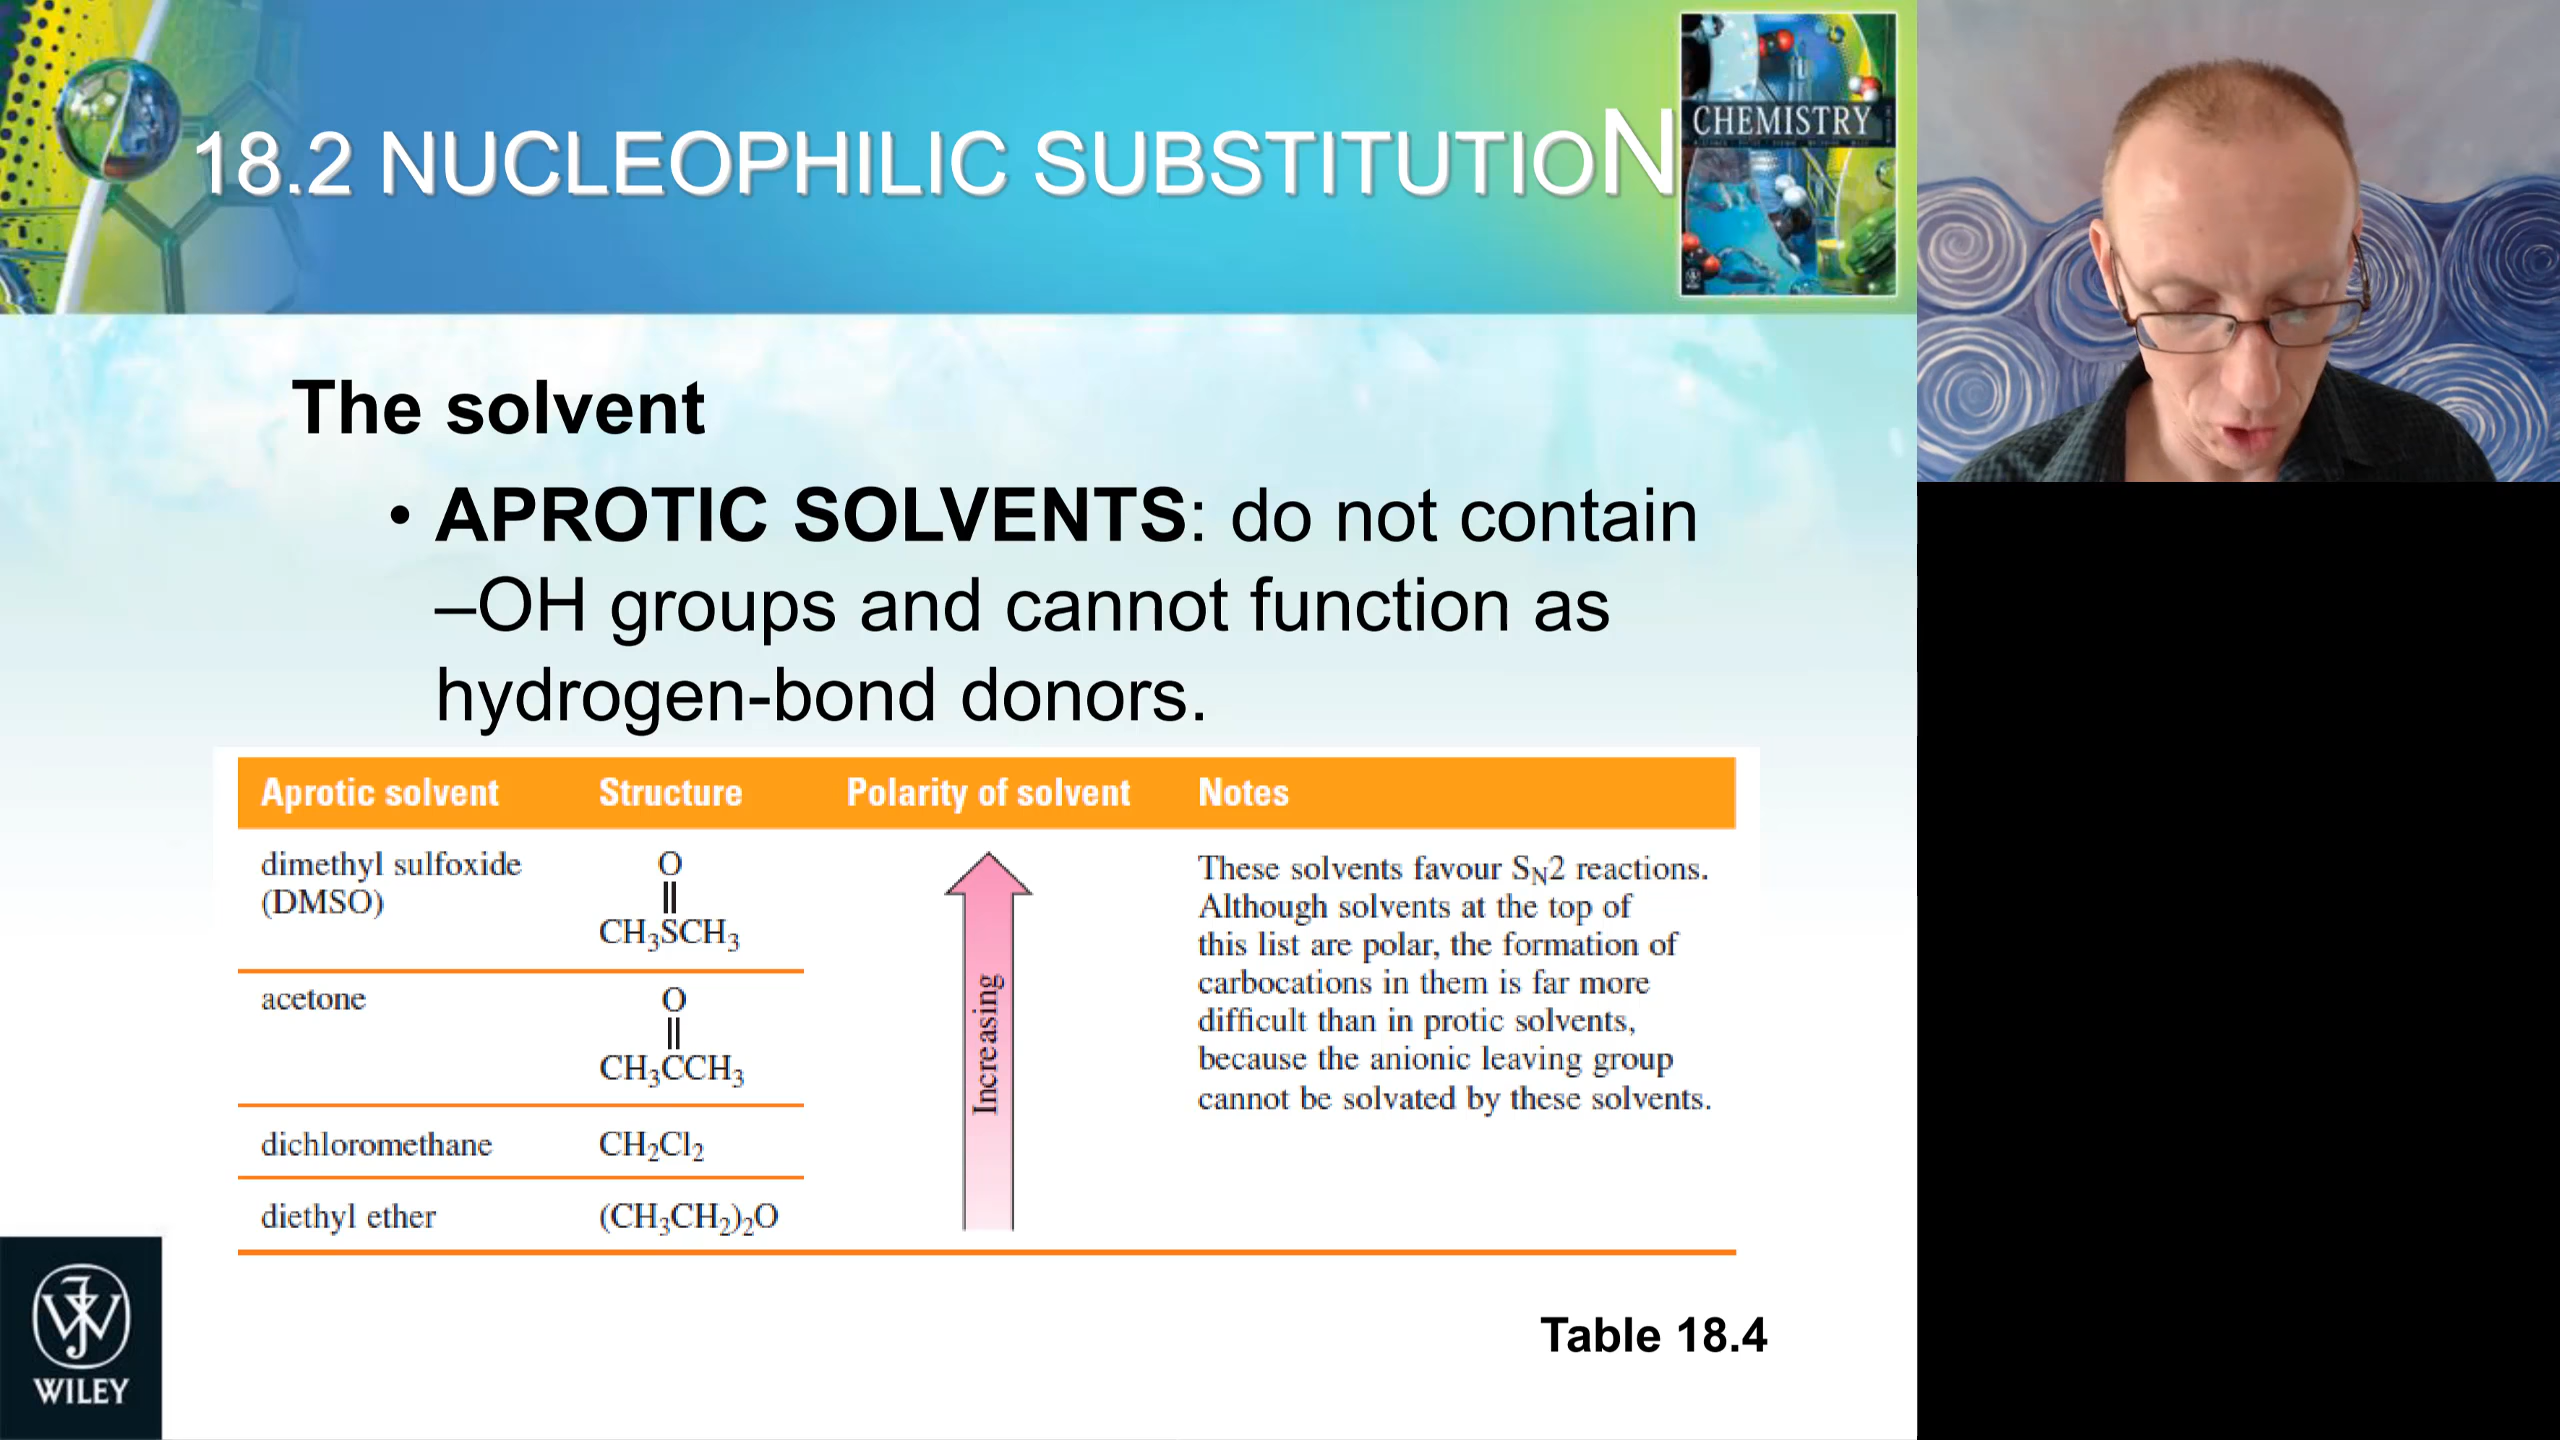 18.2 NUCLEOPHILIC SUBSTITUTION
CHEMISTRY
The solvent
• APROTIC SOLVENTS: do not contain
–OH groups and cannot function as
hydrogen-bond donors.
Aprotic solvent Structure Polarity of solvent Notes
dimethyl sulfoxide
(DMSO)
O
CH₃SCH₃
acetone
O
CH₃CCH₃
dichloromethane CH₂Cl₂
diethyl ether (CH₃CH₂)₂O
Increasing
These solvents favour SN2 reactions.
Although solvents at the top of
this list are polar, the formation of
carbocations in them is far more
difficult than in protic solvents,
because the anionic leaving group
cannot be solvated by these solvents.
Table 18.4
WILEY